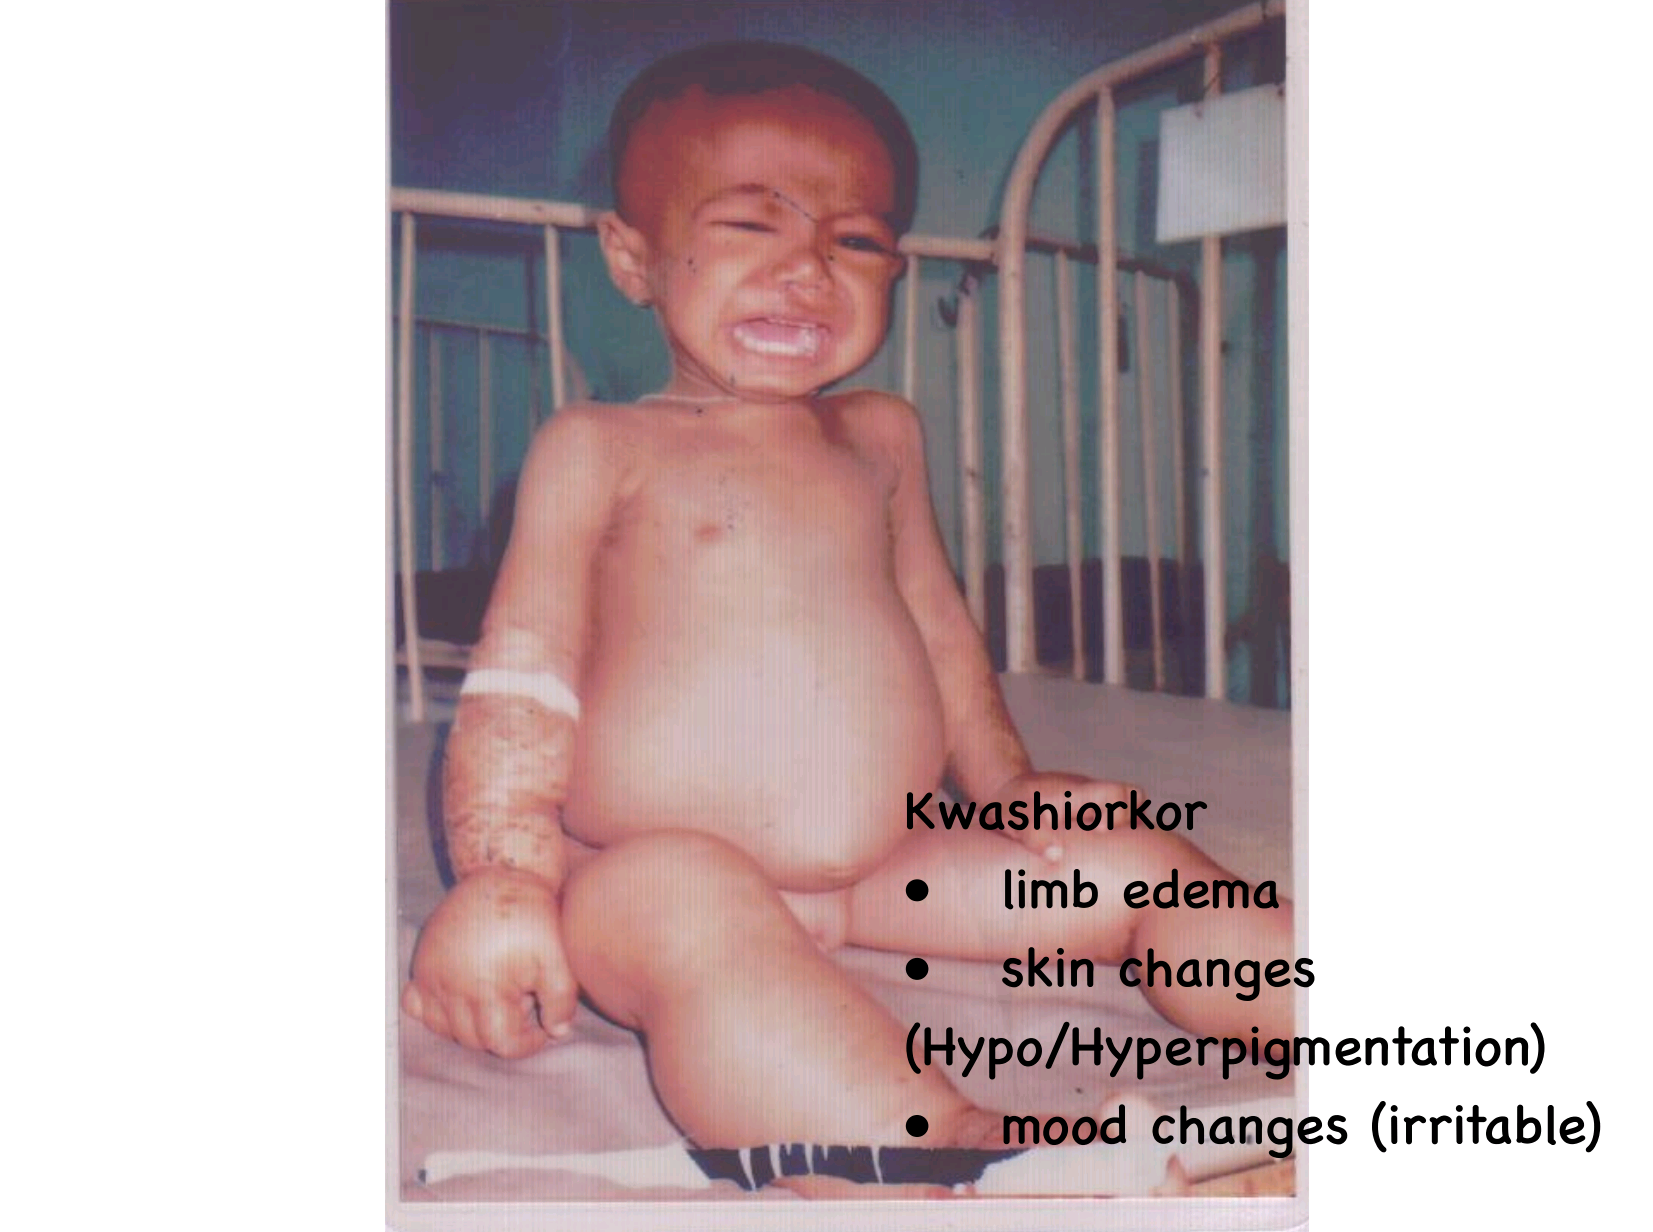 Kwashiorkor
• limb edema
• skin changes
(Hypo/Hyperpigmentation)
• mood changes (irritable)